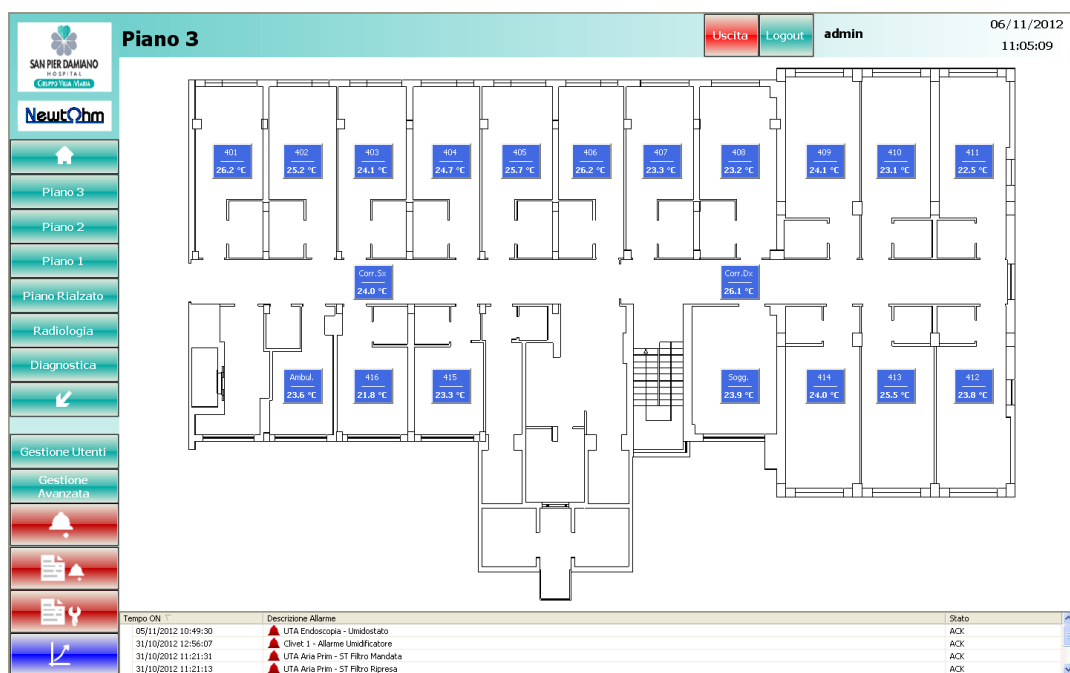 SAN PIER DAMIANO
HOSPITAL
GRUPPO VILLA MARIA
NewtΩhm
Piano 3
Uscita
Logout
admin
06/11/2012
11:05:09
Piano 3
Piano 2
Piano 1
Piano Rialzato
Radiologia
Diagnostica
Gestione Utenti
Gestione
Avanzata
401
26.2 °C
402
25.2 °C
403
24.1 °C
404
24.7 °C
405
25.7 °C
406
26.2 °C
407
23.3 °C
408
23.2 °C
409
24.1 °C
410
23.1 °C
411
22.5 °C
Corr.Sx
24.0 °C
Corr.Dx
26.1 °C
Ambul.
23.6 °C
416
21.8 °C
415
23.3 °C
Sogg.
23.9 °C
414
24.0 °C
413
25.5 °C
412
23.8 °C
Tempo ON Descrizione Allarme Stato
05/11/2012 10:49:30 UTA Endoscopia - Umidostato ACK
31/10/2012 12:56:07 Clivet 1 - Allarme Umidificatore ACK
31/10/2012 11:21:31 UTA Aria Prim - ST Filtro Mandata ACK
31/10/2012 11:21:13 UTA Aria Prim - ST Filtro Ripresa ACK